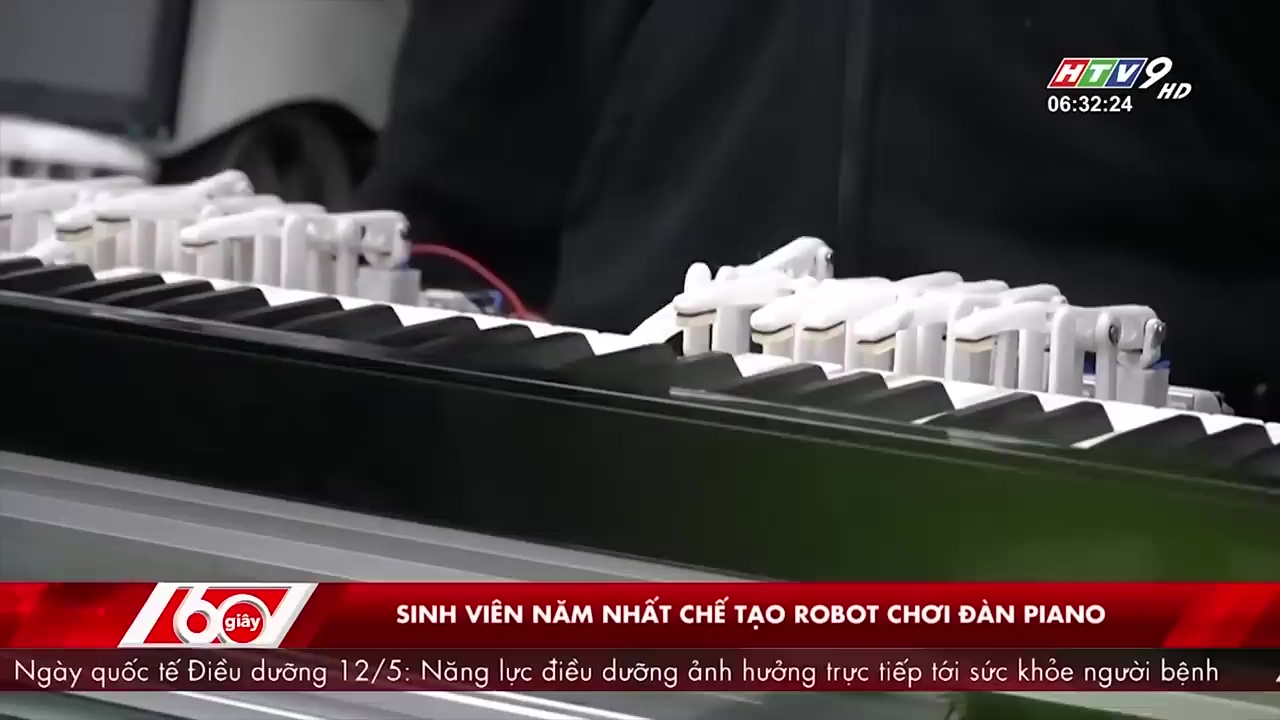 HTV9 HD
06:32:24
60 giây
SINH VIÊN NĂM NHẤT CHẾ TẠO ROBOT CHƠI ĐÀN PIANO
Ngày quốc tế Điều dưỡng 12/5: Năng lực điều dưỡng ảnh hưởng trực tiếp tới sức khỏe người bệnh